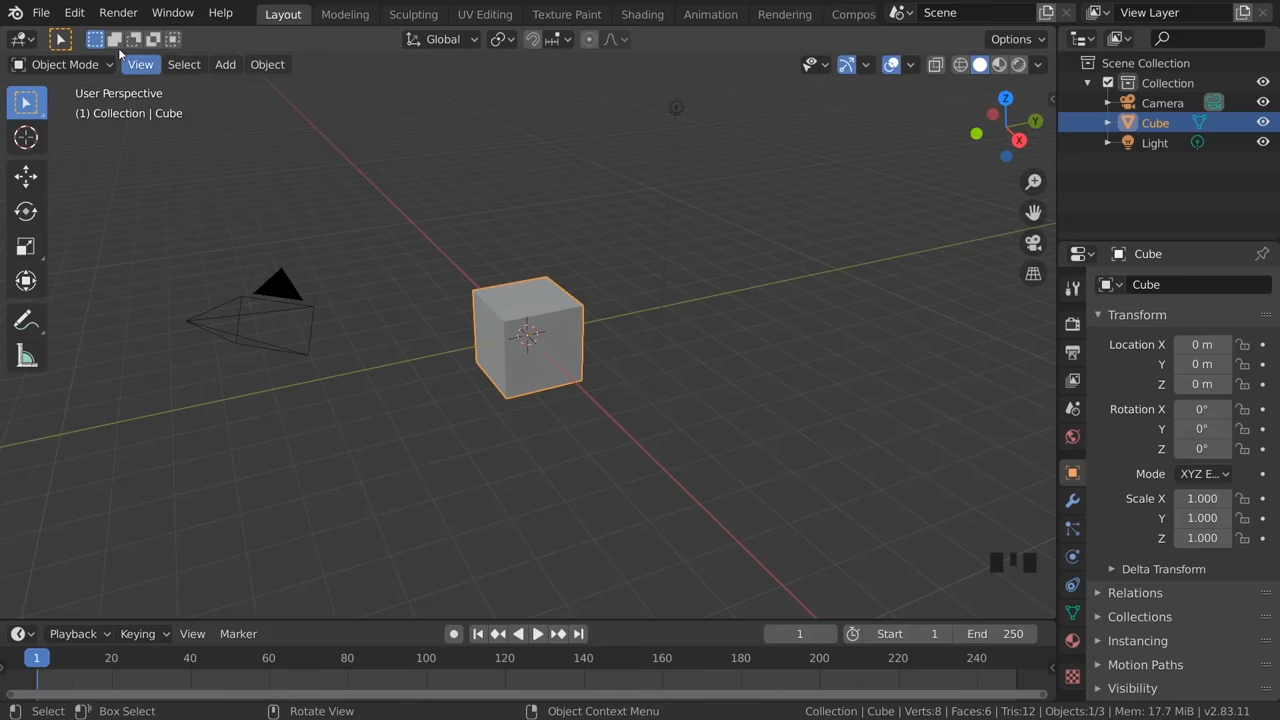 File Edit Render Window Help Layout Modeling Sculpting UV Editing Texture Paint Shading Animation Rendering Compos Scene View Layer
Global Options
Object Mode View Select Add Object
User Perspective
(1) Collection | Cube
Z
Y
X
Scene Collection
Collection
Camera
Cube
Light
Cube
Cube
Transform
Location X 0 m
Y 0 m
Z 0 m
Rotation X 0°
Y 0°
Z 0°
Mode XYZ E...
Scale X 1.000
Y 1.000
Z 1.000
Delta Transform
Relations
Collections
Instancing
Motion Paths
Visibility
Playback Keying View Marker 1 Start 1 End 250
1 20 40 60 80 100 120 140 160 180 200 220 240
Select Box Select Rotate View Object Context Menu Collection | Cube | Verts:8 | Faces:6 | Tris:12 | Objects:1/3 | Mem: 17.7 MiB | v2.83.11